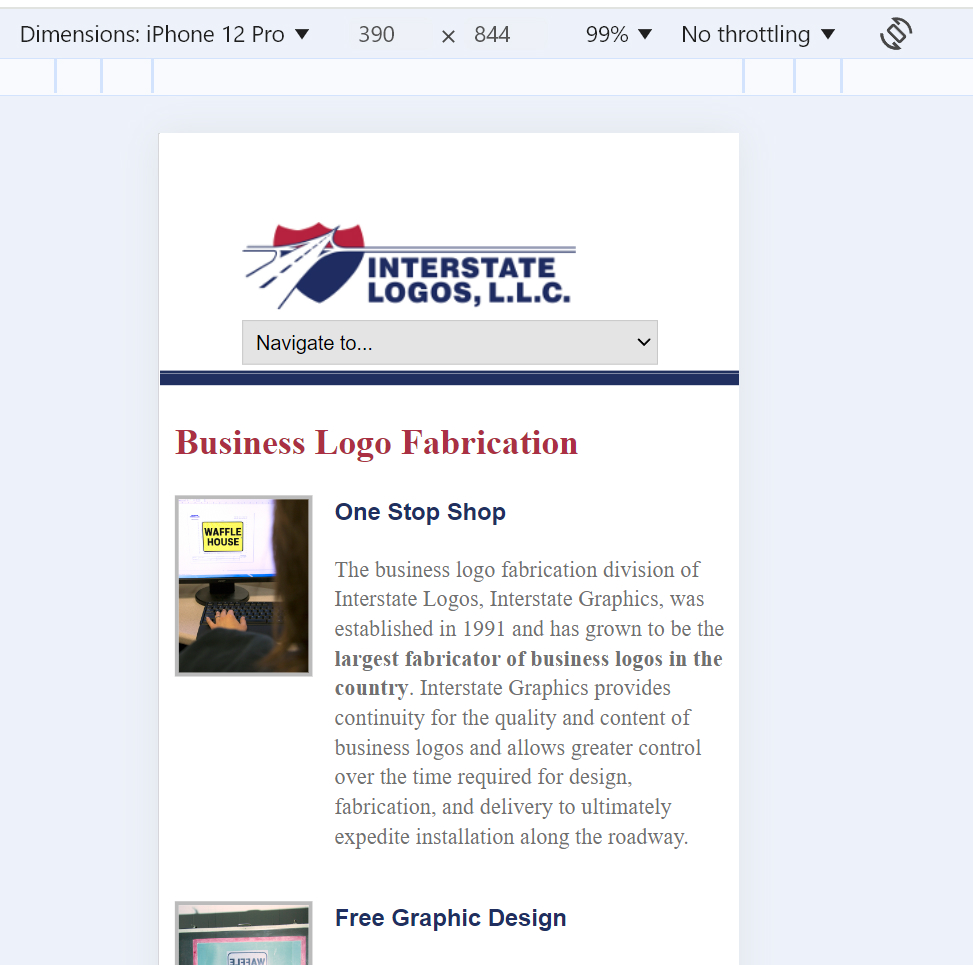 Dimensions: iPhone 12 Pro 390 × 844 99% No throttling
INTERSTATE
LOGOS, L.L.C.
Navigate to...
Business Logo Fabrication
WAFFLE
HOUSE
One Stop Shop
The business logo fabrication division of
Interstate Logos, Interstate Graphics, was
established in 1991 and has grown to be the
largest fabricator of business logos in the
country. Interstate Graphics provides
continuity for the quality and content of
business logos and allows greater control
over the time required for design,
fabrication, and delivery to ultimately
expedite installation along the roadway.
Free Graphic Design
WAFFLE